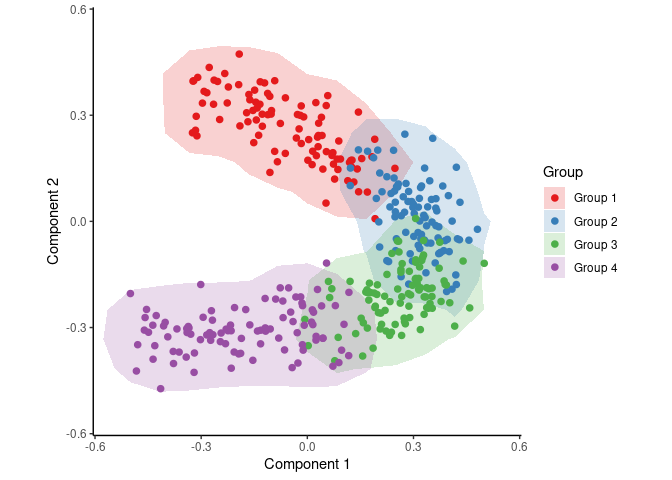 0.6
0.3
0.0
-0.3
-0.6
Component 2
-0.6 -0.3 0.0 0.3 0.6
Component 1
Group
Group 1
Group 2
Group 3
Group 4